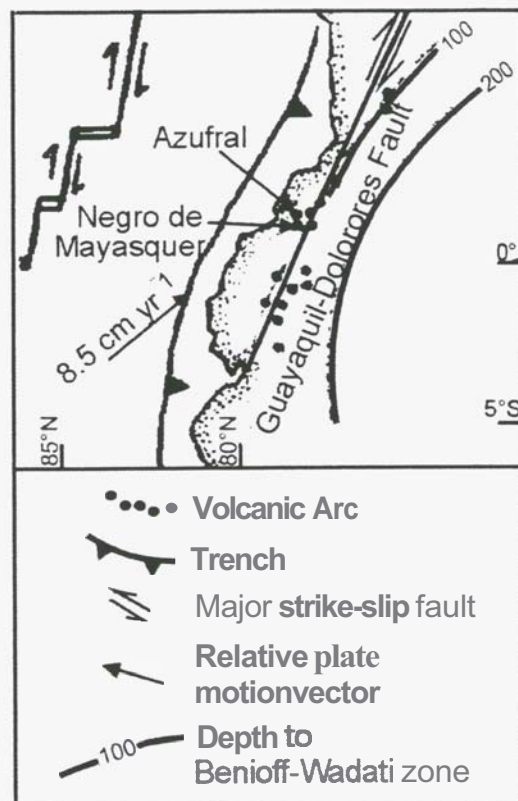 100
200
Azufral
Negro de
Mayasquer
Guayaquil-Dolorores Fault
0°
8.5 cm yr⁻¹
5°S
85°N
80°N
Volcanic Arc
Trench
Major strike-slip fault
Relative plate
motionvector
100
Depth to
Benioff-Wadati zone